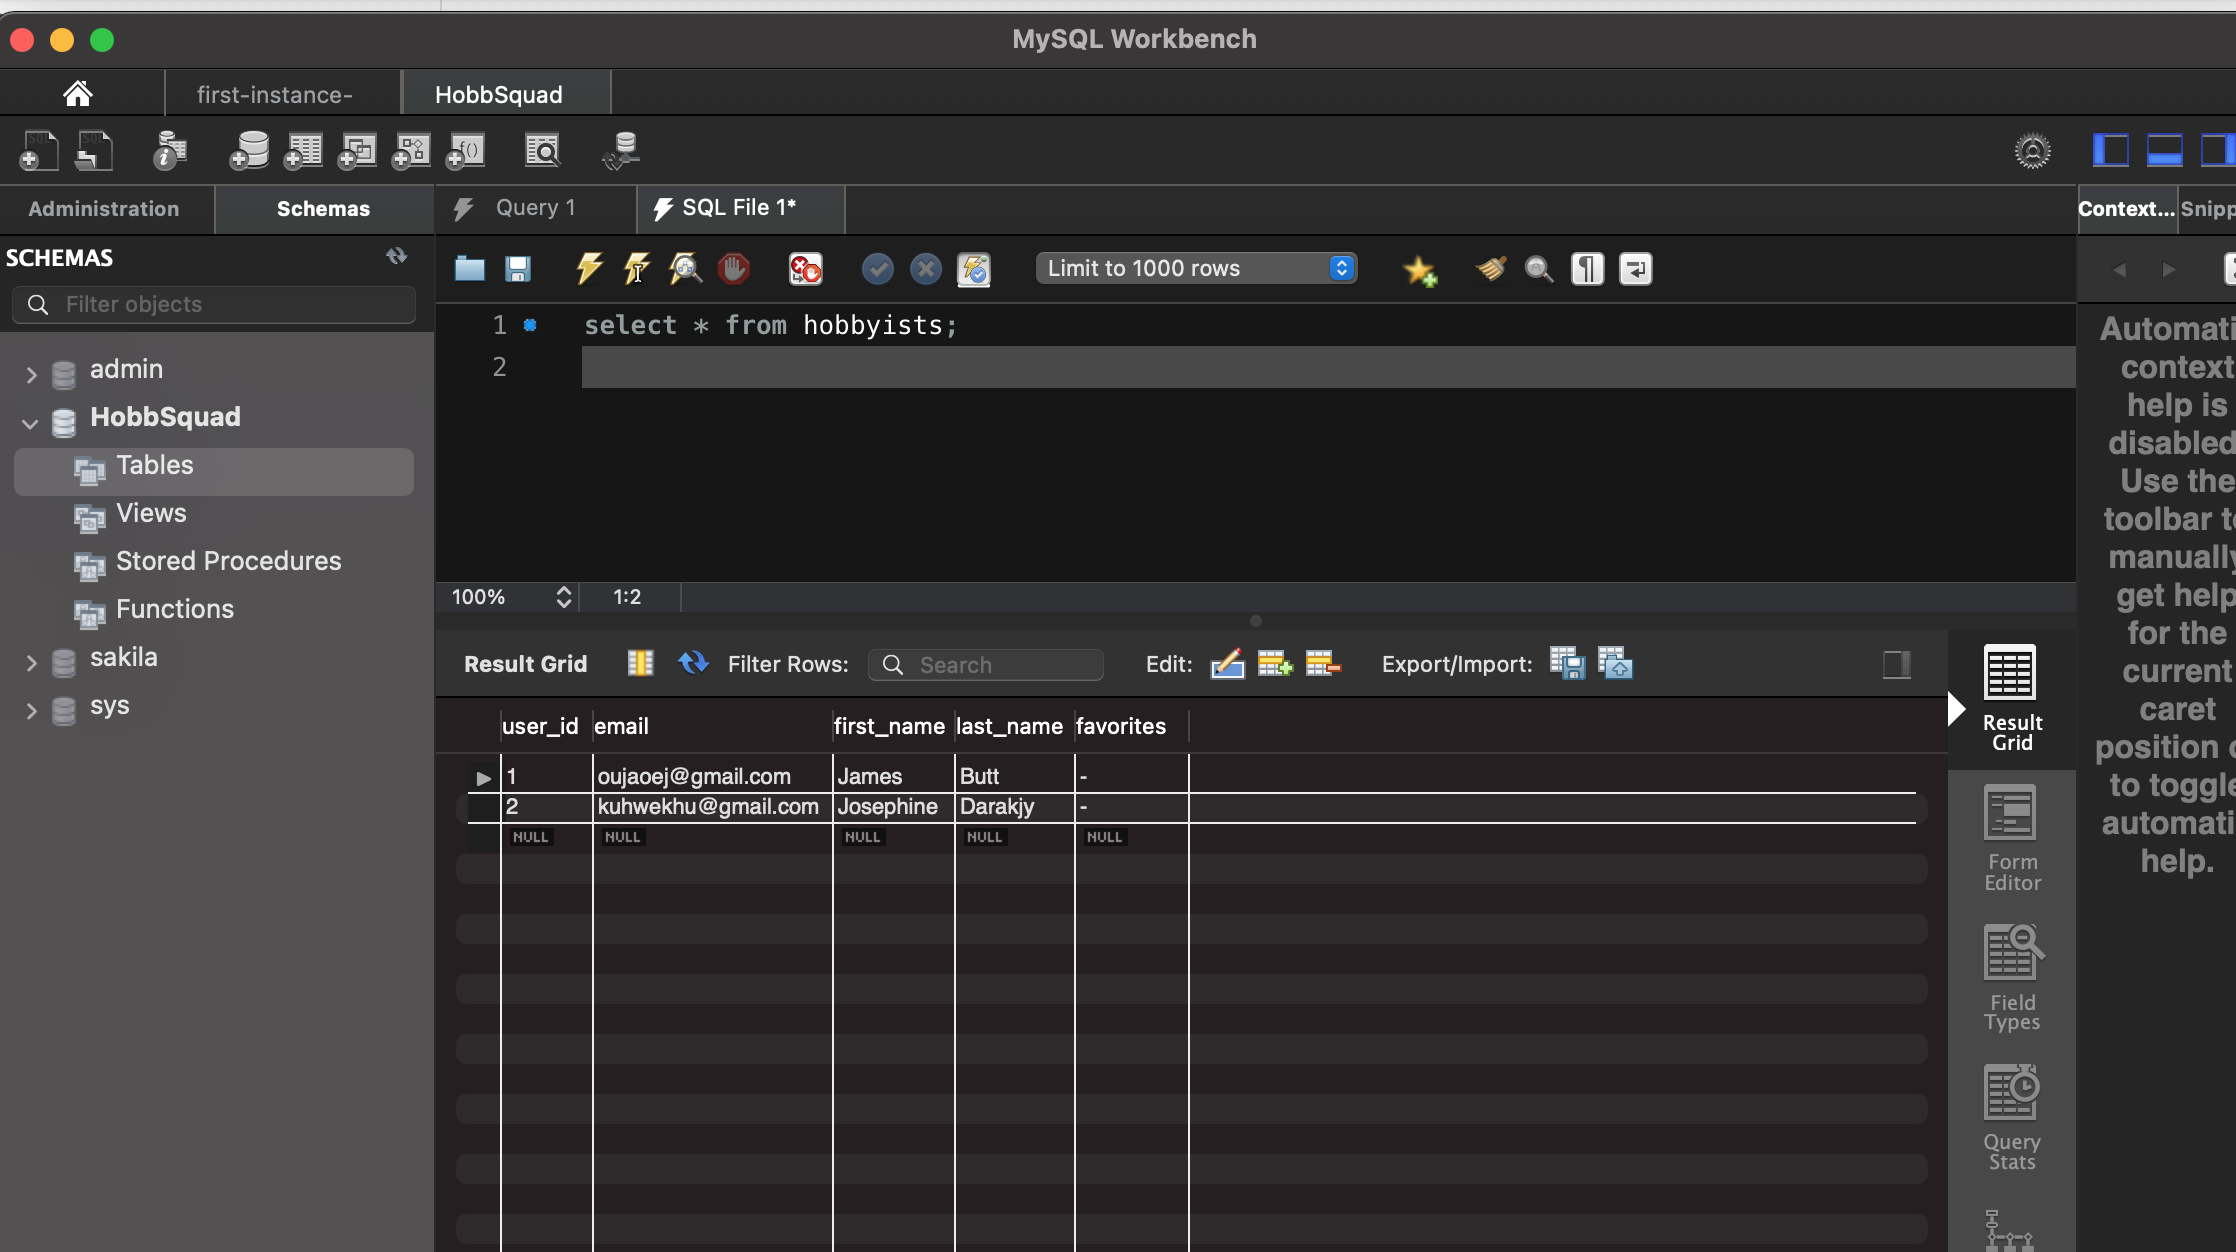 MySQL Workbench
first-instance-
HobbSquad
Administration
Schemas
Query 1
SQL File 1*
Context...
Snipp
SCHEMAS
Filter objects
Limit to 1000 rows
admin
HobbSquad
Tables
Views
Stored Procedures
Functions
sakila
sys
1 select * from hobbyists;
2
100%
1:2
Automati
context
help is
disabled
Use the
toolbar t
manually
get help
for the
current
caret
position
to toggle
automati
help.
Result Grid
Filter Rows:
Search
Edit:
Export/Import:
user_id email first_name last_name favorites
1 oujaoej@gmail.com James Butt -
2 kuhwekhu@gmail.com Josephine Darakjy -
NULL NULL NULL NULL NULL
Result
Grid
Form
Editor
Field
Types
Query
Stats